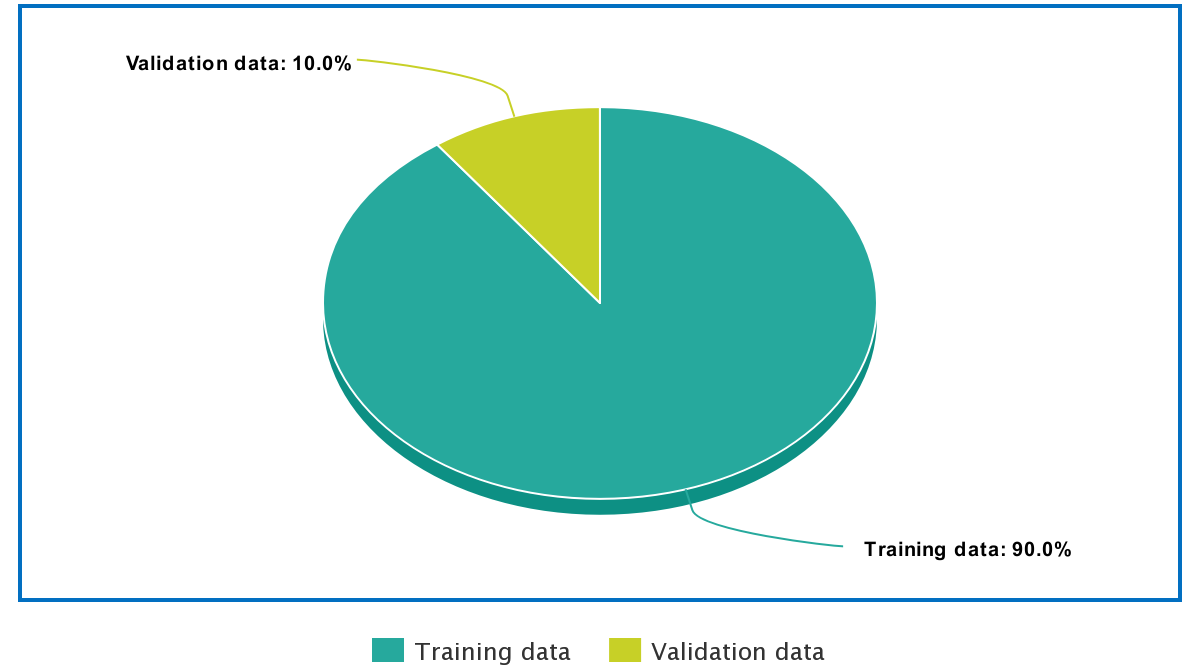 Validation data: 10.0%
Training data: 90.0%
Training data
Validation data